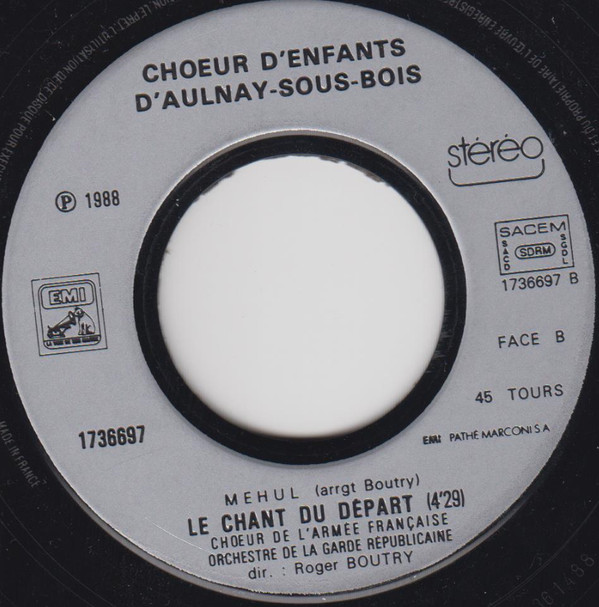 CHOEUR D'ENFANTS
D'AULNAY-SOUS-BOIS
stéréo
℗ 1988
SACEM
SACD
SDRM
SGDL
1736697 B
EMI
FACE B
45 TOURS
1736697
EMI PATHÉ MARCONI S A
MEHUL (arrgt Boutry)
LE CHANT DU DÉPART (4'29)
CHOEUR DE L'ARMÉE FRANÇAISE
ORCHESTRE DE LA GARDE REPUBLICAINE
dir. : Roger BOUTRY
MADE IN FRANCE